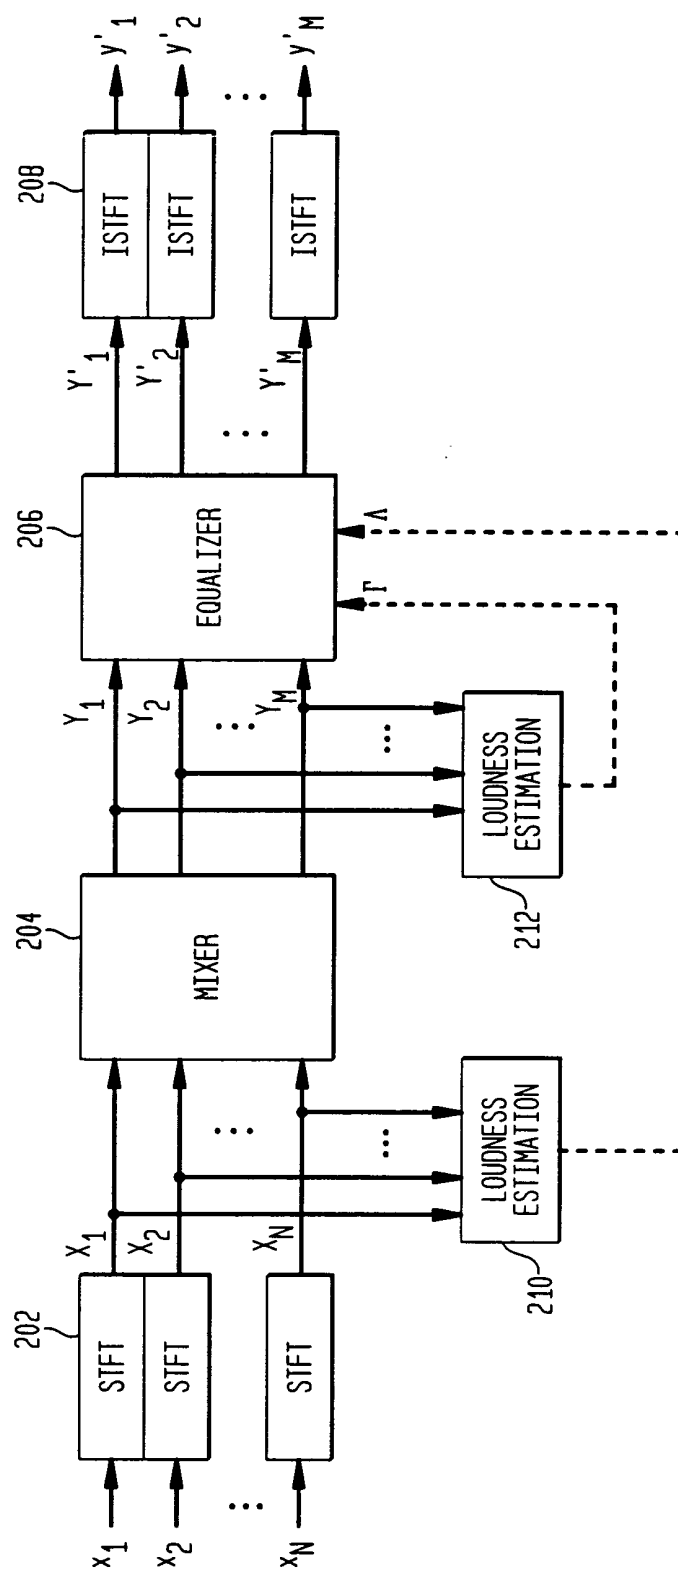 x1
x2
...
xN
202
STFT
STFT
STFT
X1
X2
...
XN
...
210
LOUDNESS
ESTIMATION
204
MIXER
Y1
Y2
...
YM
...
212
LOUDNESS
ESTIMATION
206
EQUALIZER
Γ
Λ
Y'1
Y'2
...
Y'M
208
ISTFT
ISTFT
ISTFT
y'1
y'2
...
y'M